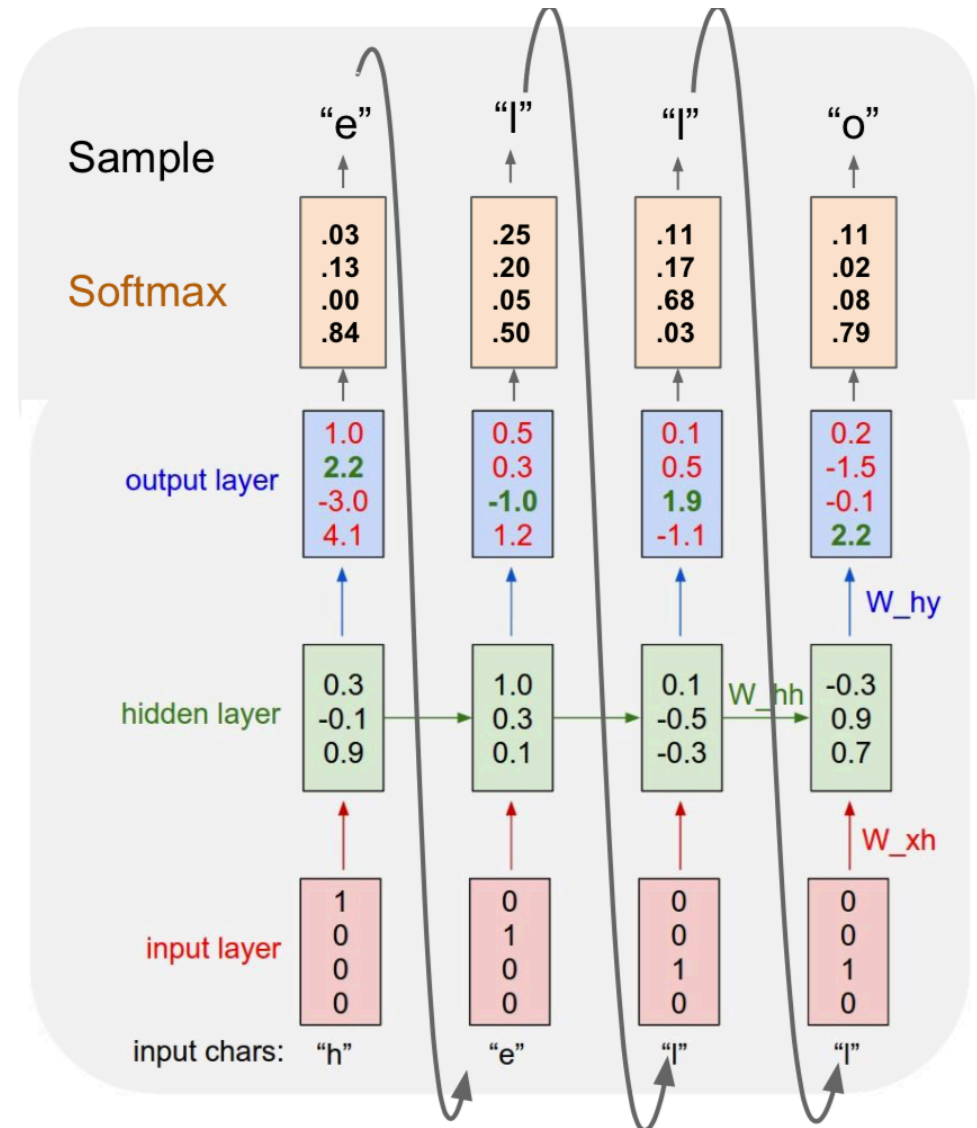 “e” “l” “l” “o”
Sample
Softmax
.03 .25 .11 .11
.13 .20 .17 .02
.00 .05 .68 .08
.84 .50 .03 .79
output layer
1.0 0.5 0.1 0.2
2.2 0.3 0.5 -1.5
-3.0 -1.0 1.9 -0.1
4.1 1.2 -1.1 2.2
W_hy
hidden layer
0.3 1.0 0.1 -0.3
-0.1 0.3 -0.5 0.9
0.9 0.1 -0.3 0.7
W_hh
W_xh
input layer
1 0 0 0
0 1 0 0
0 0 1 1
0 0 0 0
input chars: “h” “e” “l” “l”